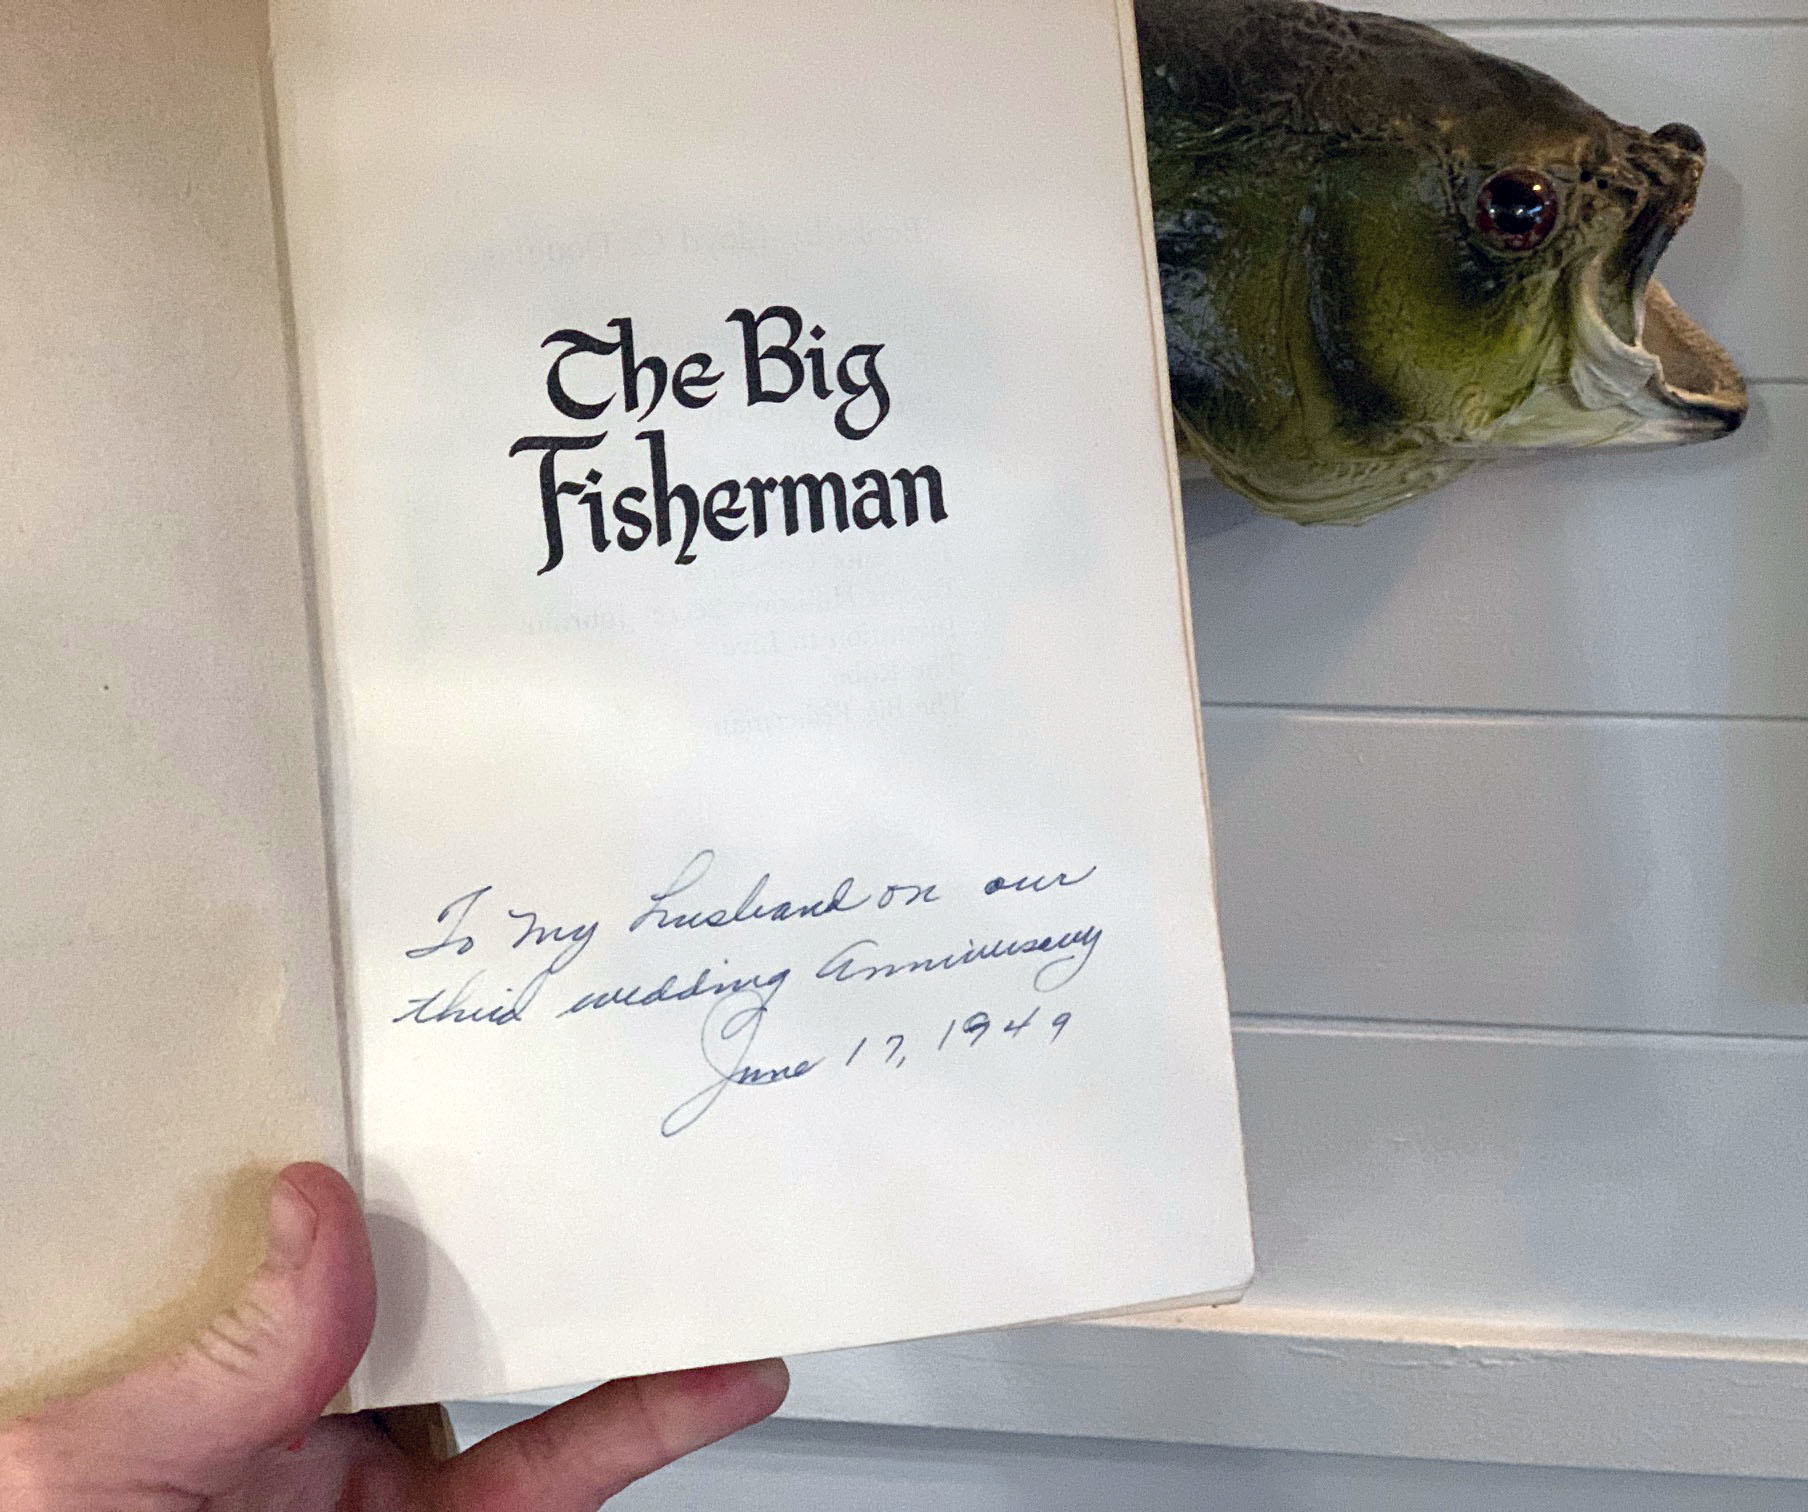 The Big
Fisherman
To my husband on our
third wedding anniversary
June 17, 1949